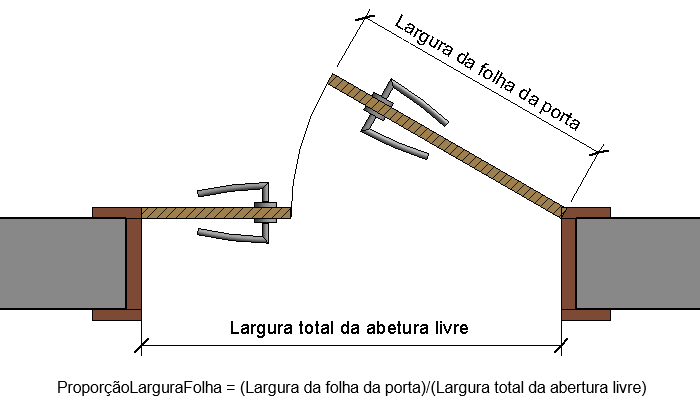 Largura da folha da porta
Largura total da abetura livre
ProporçãoLarguraFolha = (Largura da folha da porta)/(Largura total da abertura livre)